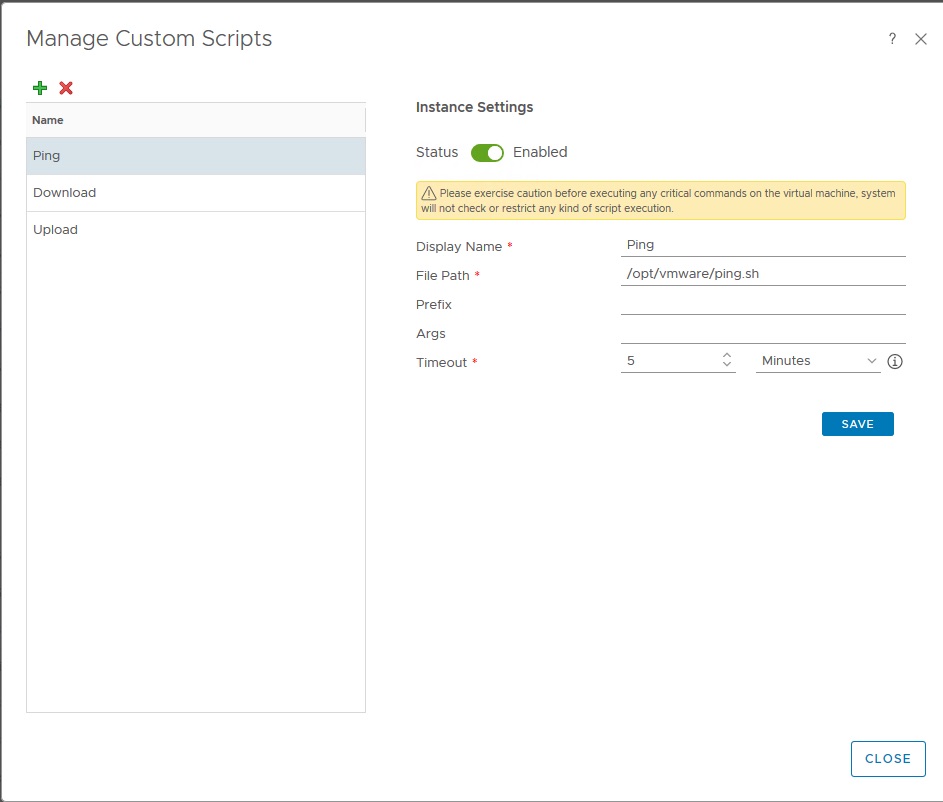 Manage Custom Scripts
?
Name
Ping
Download
Upload
Instance Settings
Status Enabled
Please exercise caution before executing any critical commands on the virtual machine, system
will not check or restrict any kind of script execution.
Display Name * Ping
File Path * /opt/vmware/ping.sh
Prefix
Args
Timeout * 5 Minutes
SAVE
CLOSE